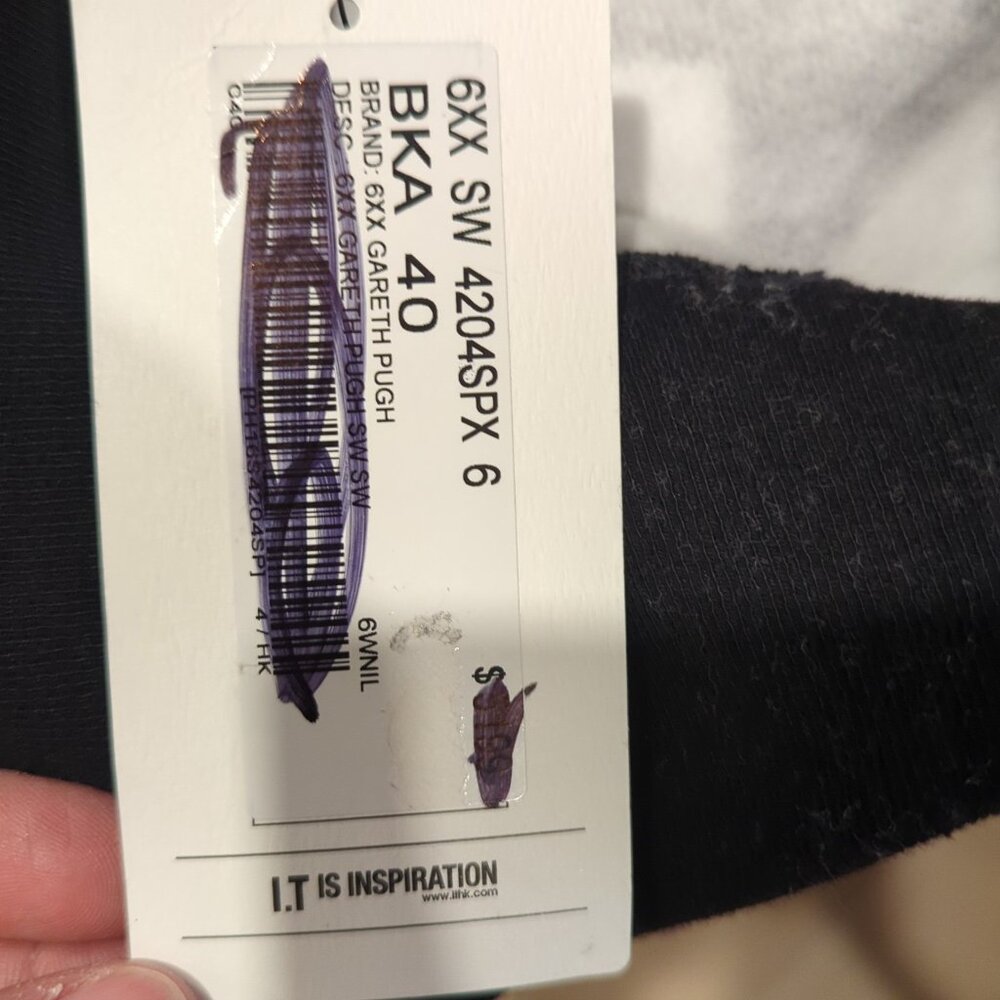 6XX SW 4204SPX 6
BKA 40
BRAND: 6XX GARETH PUGH
DESC: 6XX GARETH PUGH SW SW
6WNIL
$
[PH16S4204SP] 4 / HK
I.T IS INSPIRATION
www.ithk.com